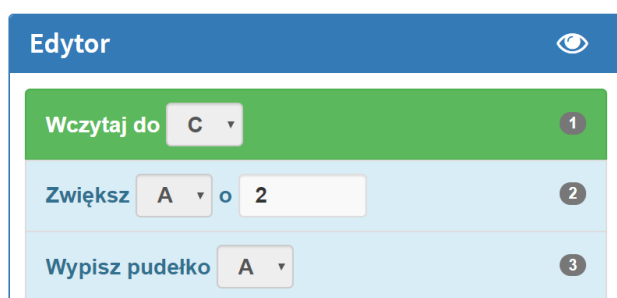 Edytor
Wczytaj do C 1
Zwiększ A o 2 2
Wypisz pudełko A 3